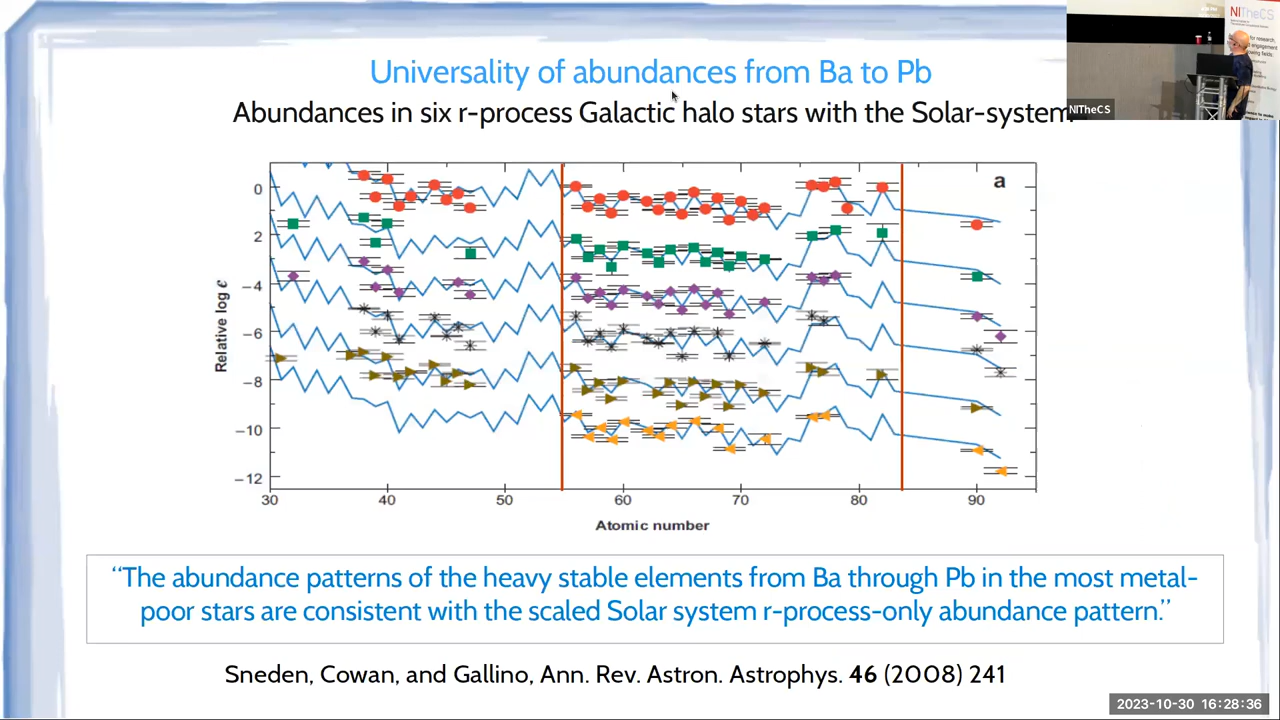 Universality of abundances from Ba to Pb
Abundances in six r-process Galactic halo stars with the Solar-system
NITheCS
NITheCS
a
0
2
−4
−6
−8
−10
−12
Relative log ϵ
30
40
50
60
70
80
90
Atomic number
“The abundance patterns of the heavy stable elements from Ba through Pb in the most metal-
poor stars are consistent with the scaled Solar system r-process-only abundance pattern.”
Sneden, Cowan, and Gallino, Ann. Rev. Astron. Astrophys. 46 (2008) 241
2023-10-30 16:28:36